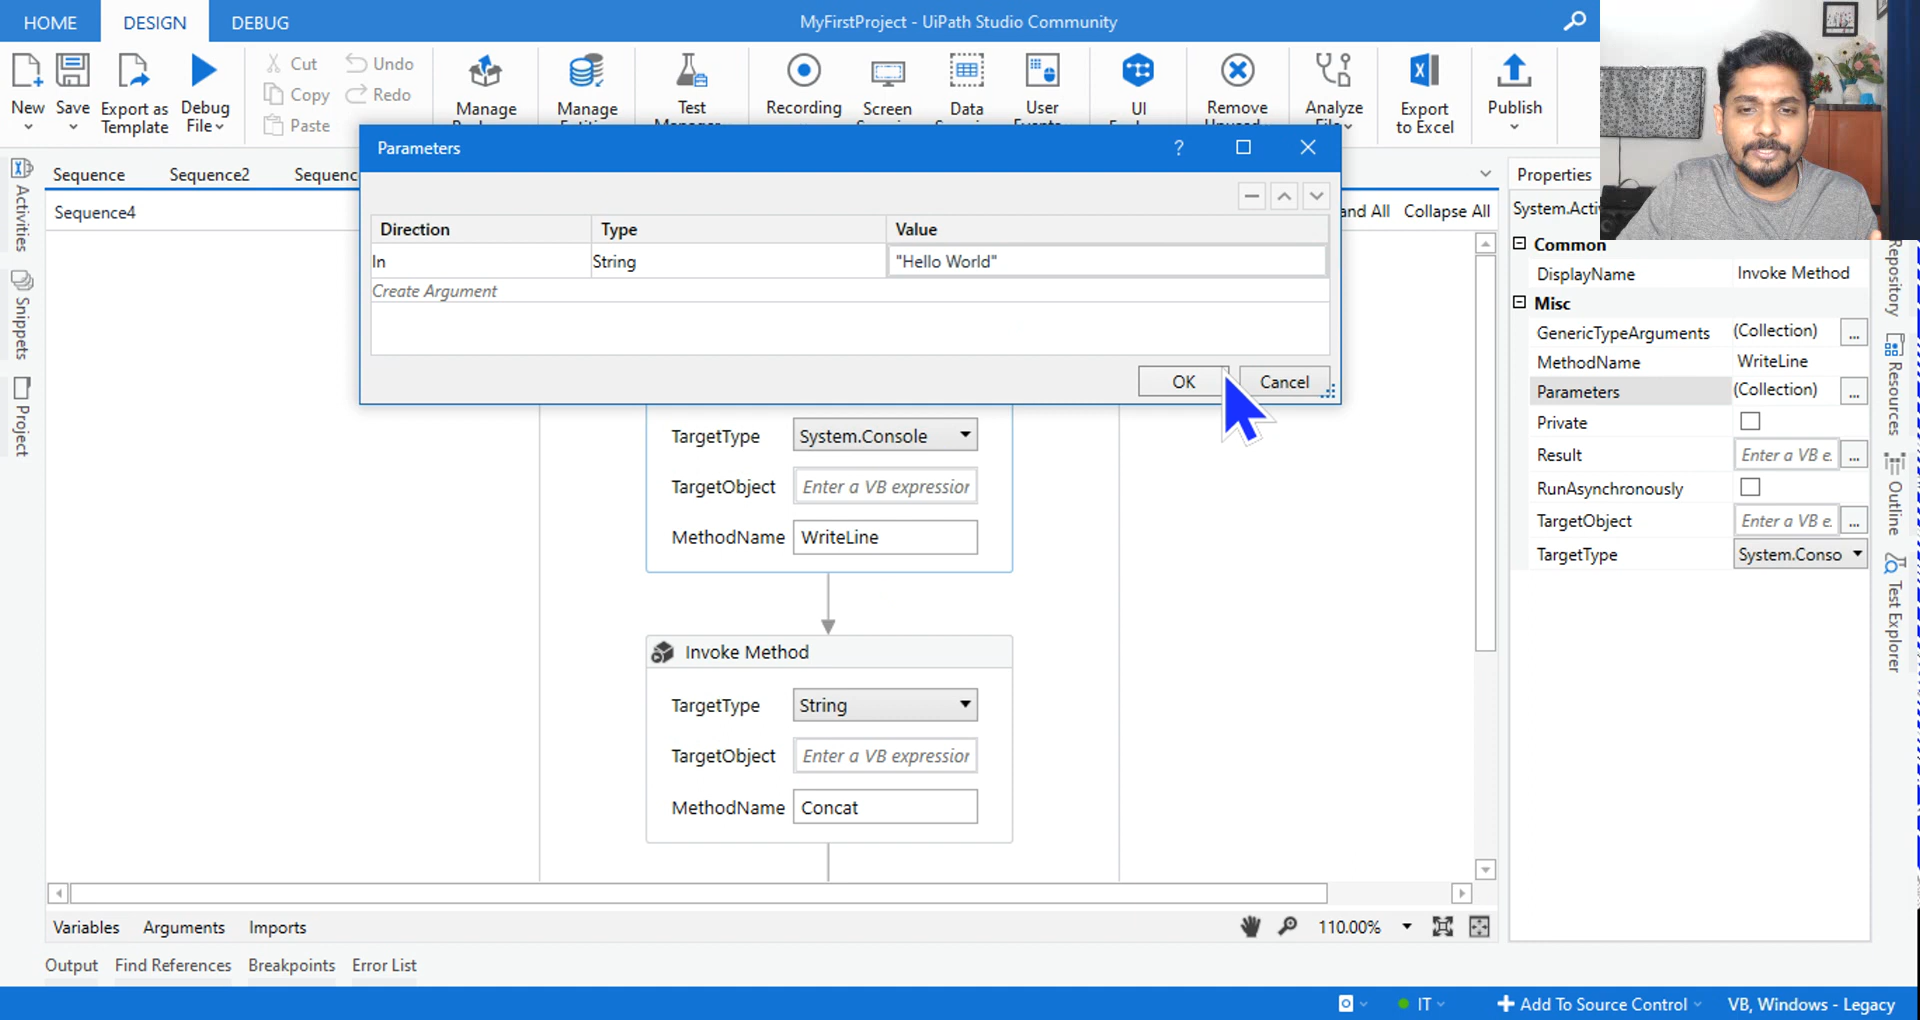 HOME DESIGN DEBUG MyFirstProject - UiPath Studio Community
New Save Export as Template Debug File
Cut Copy Paste Undo Redo
Manage Manage Test Recording Screen Data User UI Remove Analyze File Export to Excel Publish
Parameters ?
Sequence Sequence2
Sequence4
and All Collapse All
Direction Type Value
In String "Hello World"
Create Argument
OK Cancel
TargetType System.Console
TargetObject Enter a VB expression
MethodName WriteLine
Invoke Method
TargetType String
TargetObject Enter a VB expression
MethodName Concat
Activities
Snippets
Project
Properties
System.Acti
Common
DisplayName Invoke Method
Misc
GenericTypeArguments (Collection) ...
MethodName WriteLine
Parameters (Collection) ...
Private
Result Enter a VB e. ...
RunAsynchronously
TargetObject Enter a VB e. ...
TargetType System.Conso
Repository
Resources
Outline
Test Explorer
Variables Arguments Imports 110.00%
Output Find References Breakpoints Error List
IT Add To Source Control VB, Windows - Legacy